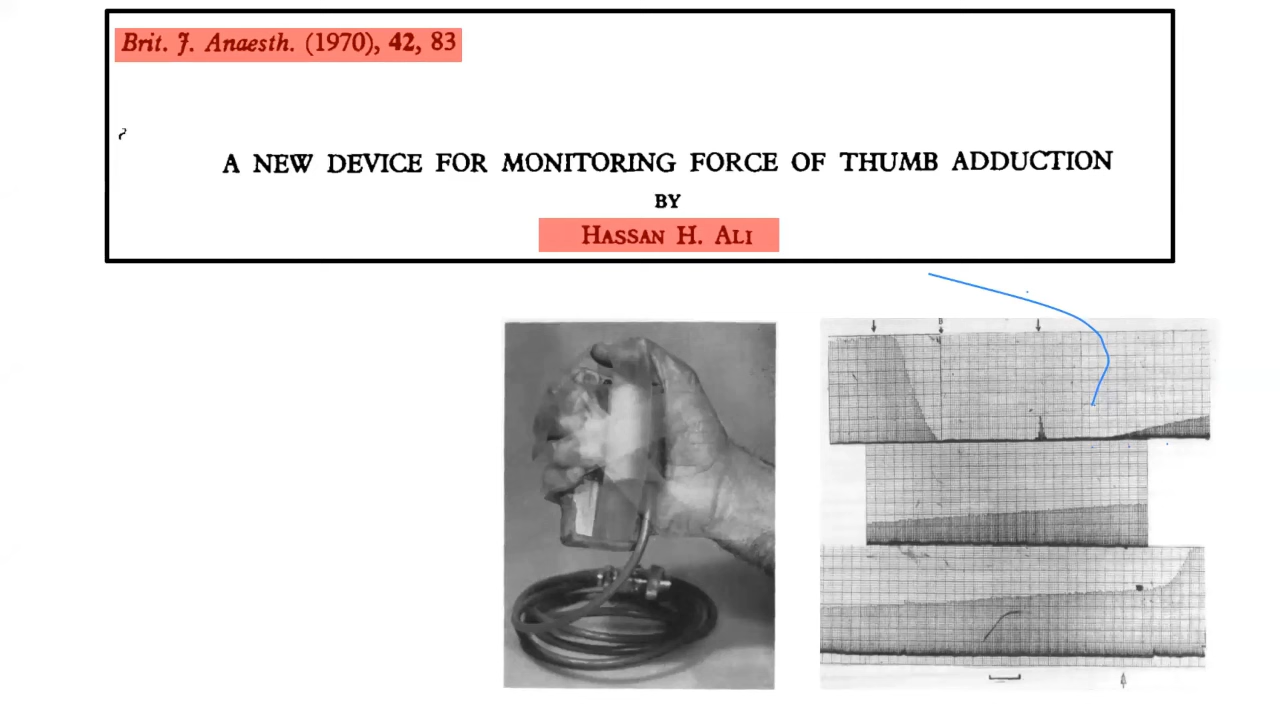 Brit. J. Anaesth. (1970), 42, 83
A NEW DEVICE FOR MONITORING FORCE OF THUMB ADDUCTION
BY
HASSAN H. ALI